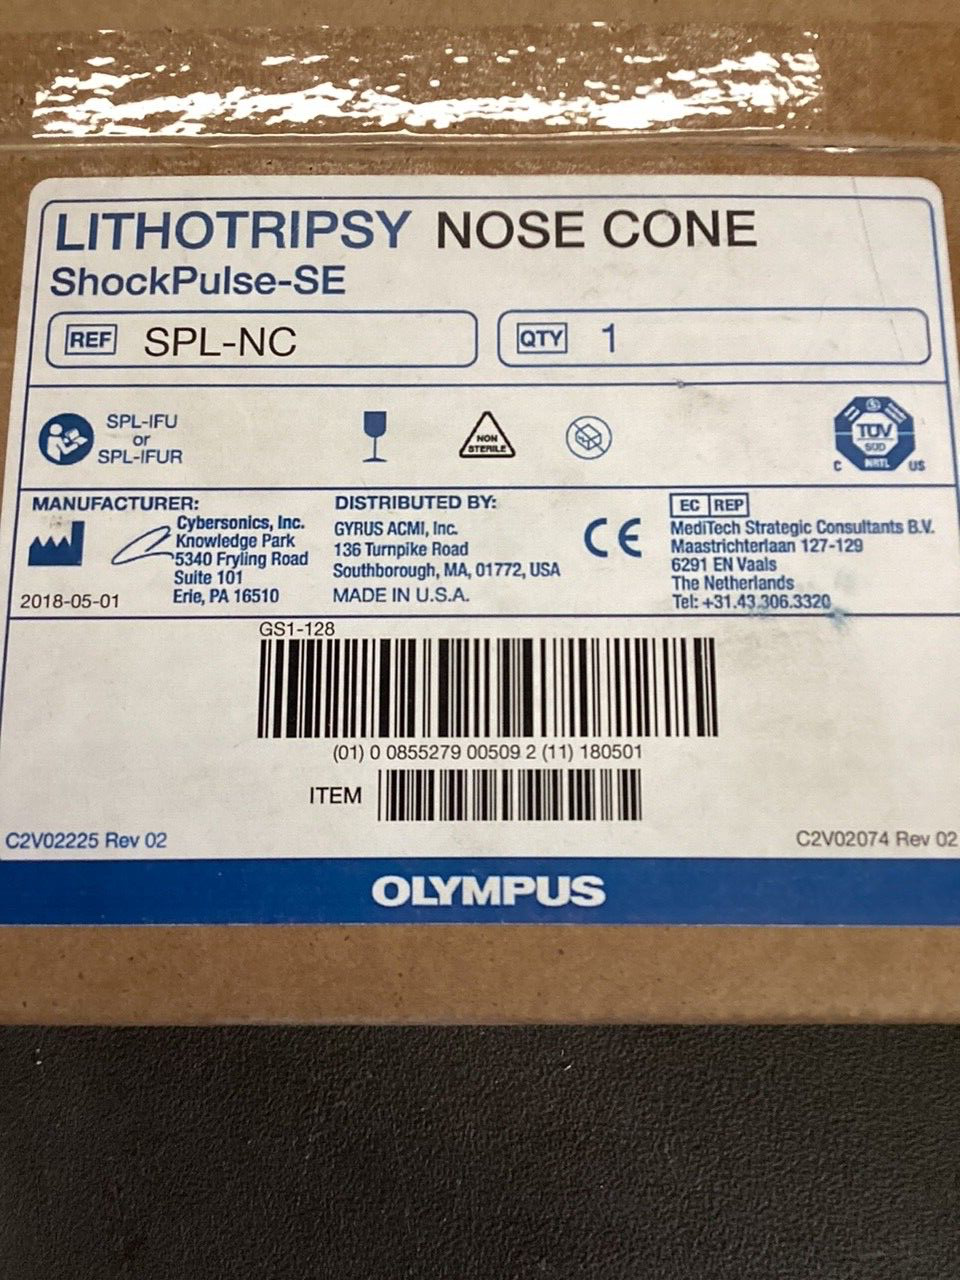 LITHOTRIPSY NOSE CONE
ShockPulse-SE
REF SPL-NC
QTY 1
SPL-IFU
or
SPL-IFUR
NON
STERILE
TÜV
SÜD
C NRTL US
MANUFACTURER:
Cybersonics, Inc.
Knowledge Park
5340 Fryling Road
Suite 101
Erie, PA 16510
2018-05-01
DISTRIBUTED BY:
GYRUS ACMI, Inc.
136 Turnpike Road
Southborough, MA, 01772, USA
MADE IN U.S.A.
CE
EC REP
MediTech Strategic Consultants B.V.
Maastrichterlaan 127-129
6291 EN Vaals
The Netherlands
Tel: +31.43.306.3320
GS1-128
(01) 0 0855279 00509 2 (11) 180501
ITEM
C2V02225 Rev 02
C2V02074 Rev 02
OLYMPUS